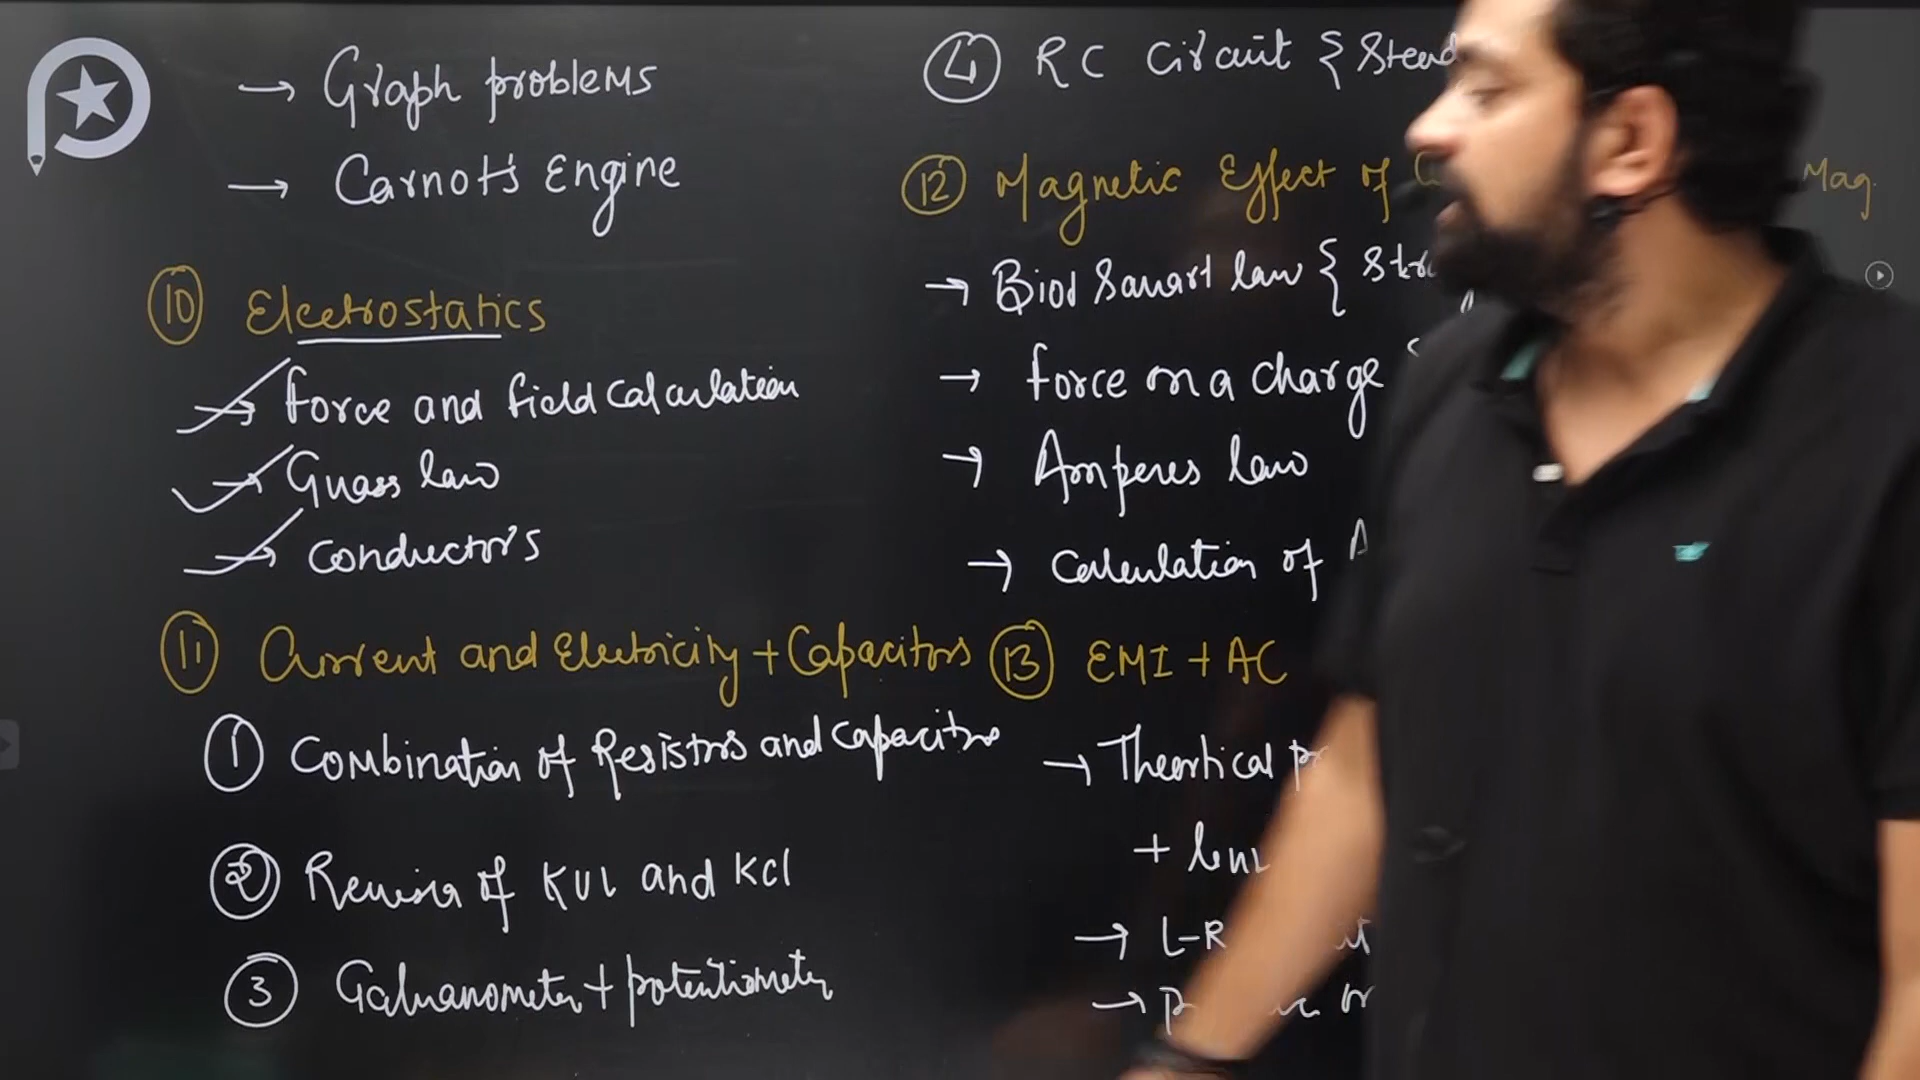 → Graph problems
→ Carnot's Engine
10 Electrostatics
→ Force and field calculation
→ Guass law
→ conductors
11 Current and Electricity + Capacitors
1 Combination of Resistors and capacitors
2 of KVL and KCL
3 Galvanometer + potentiometer
4 RC Circuit {
12 Magnetic Effect of Mag.
→ Biot Savart law {
→ force on a charge
→ Amperes law
→ calculation of
13 EMI + AC
→ Theortical
+
→ L-R
→ or